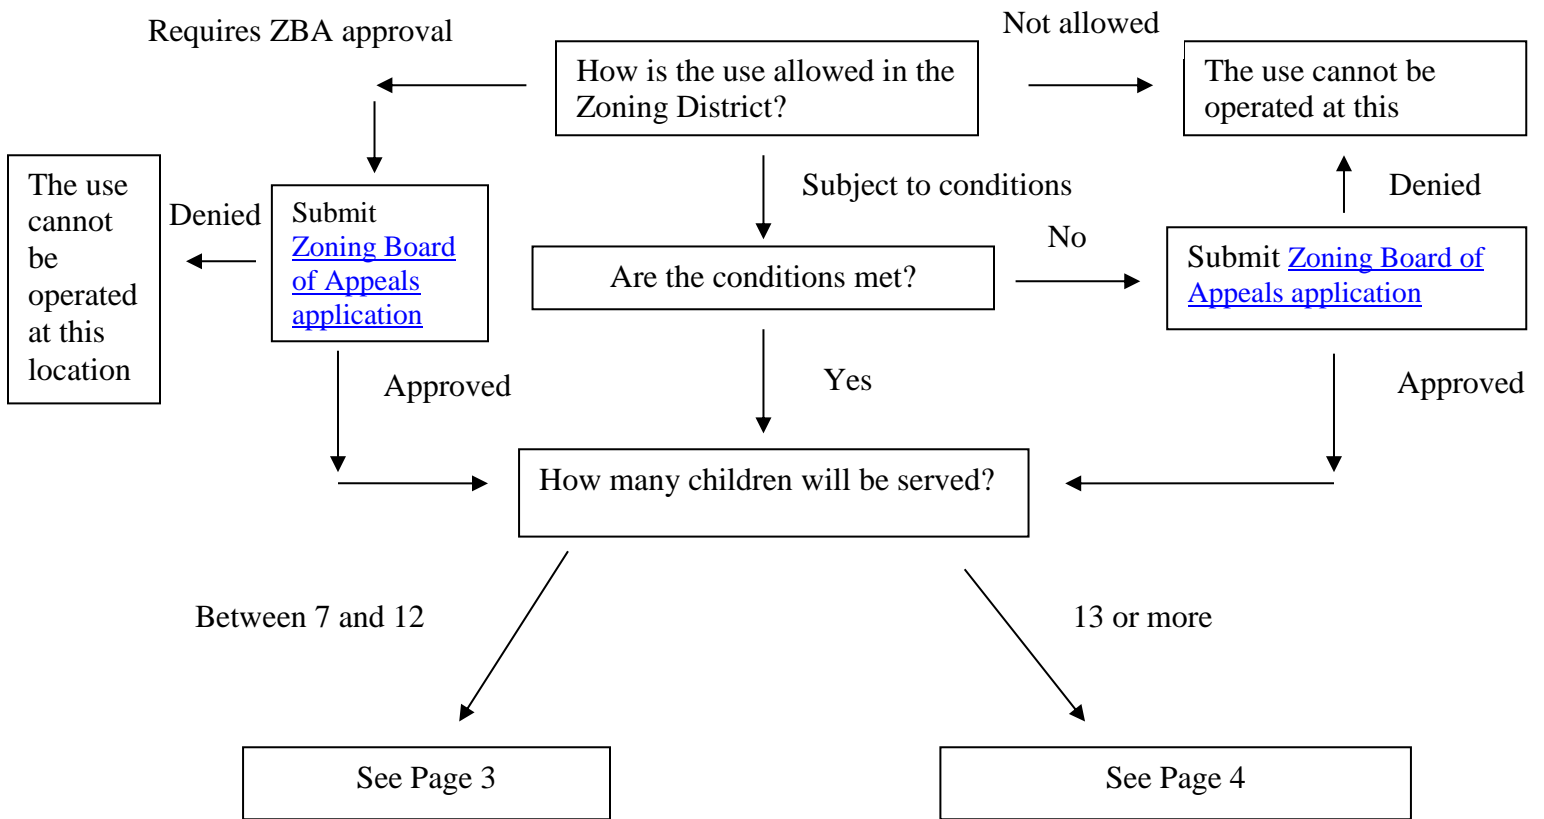 Requires ZBA approval
Not allowed
How is the use allowed in the
Zoning District?
The use cannot be
operated at this
The use
cannot
be
operated
at this
location
Denied
Submit
Zoning Board
of Appeals
application
Subject to conditions
Denied
Are the conditions met?
No
Submit Zoning Board of
Appeals application
Approved
Yes
Approved
How many children will be served?
Between 7 and 12
13 or more
See Page 3
See Page 4